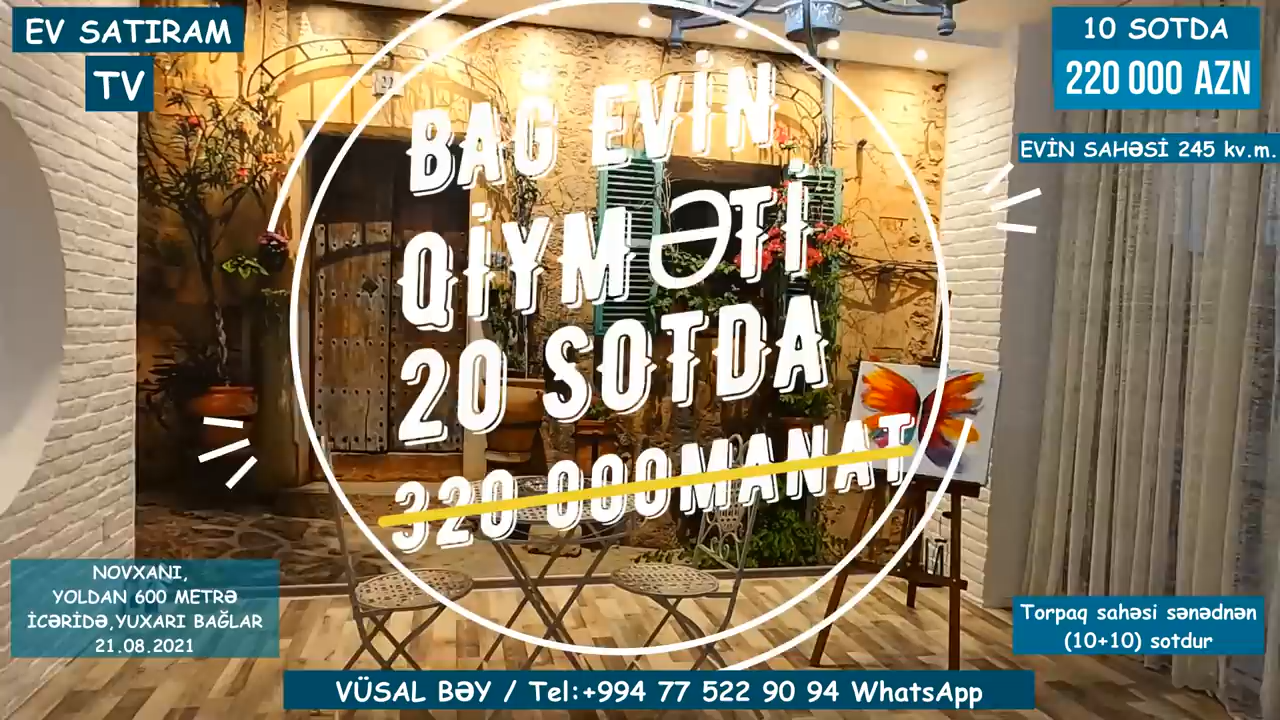 EV SATIRAM
TV
10 SOTDA
220 000 AZN
EVİN SAHƏSİ 245 kv.m.
BAĞ EVİN
QİYMƏTİ
20 SOTDA
320 000MANAT
NOVXANI,
YOLDAN 600 METRƏ
İCƏRİDƏ,YUXARI BAĞLAR
21.08.2021
Torpaq sahəsi sənədnən
(10+10) sotdur
VÜSAL BƏY / Tel:+994 77 522 90 94 WhatsApp